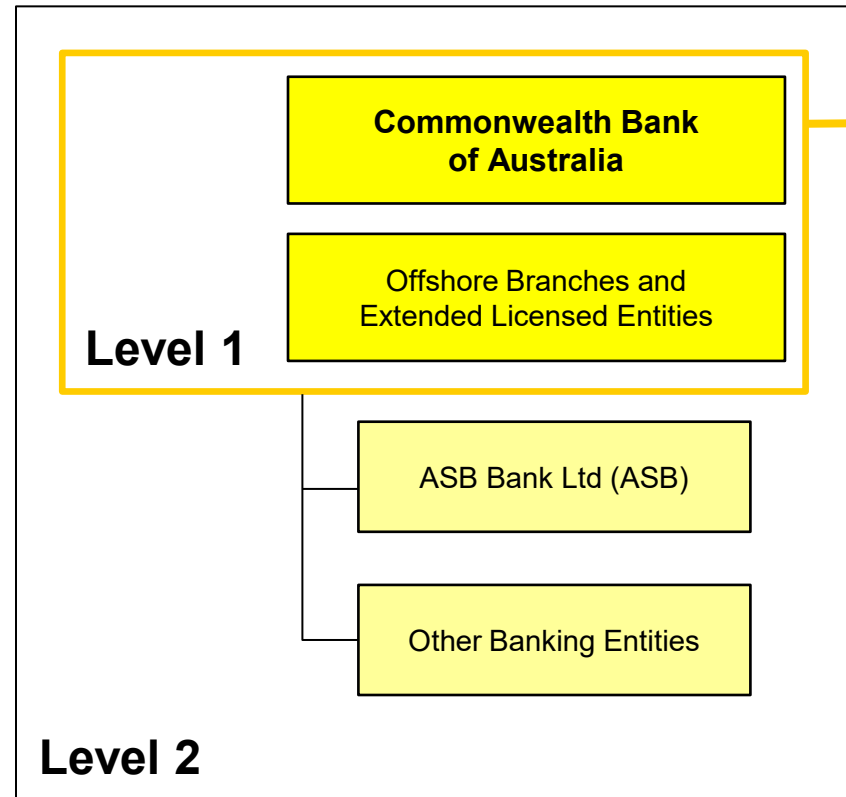 Commonwealth Bank
of Australia
Offshore Branches and
Extended Licensed Entities
Level 1
ASB Bank Ltd (ASB)
Other Banking Entities
Level 2